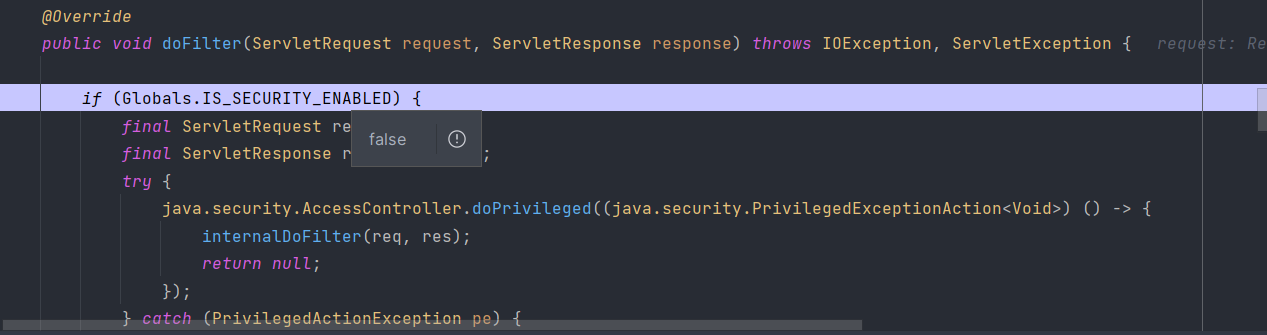 @Override
public void doFilter(ServletRequest request, ServletResponse response) throws IOException, ServletException {   request: Re
if (Globals.IS_SECURITY_ENABLED) {
final ServletRequest re
false
final ServletResponse r ;
try {
java.security.AccessController.doPrivileged((java.security.PrivilegedExceptionAction<Void>) () -> {
internalDoFilter(req, res);
return null;
});
} catch (PrivilegedActionException pe) {